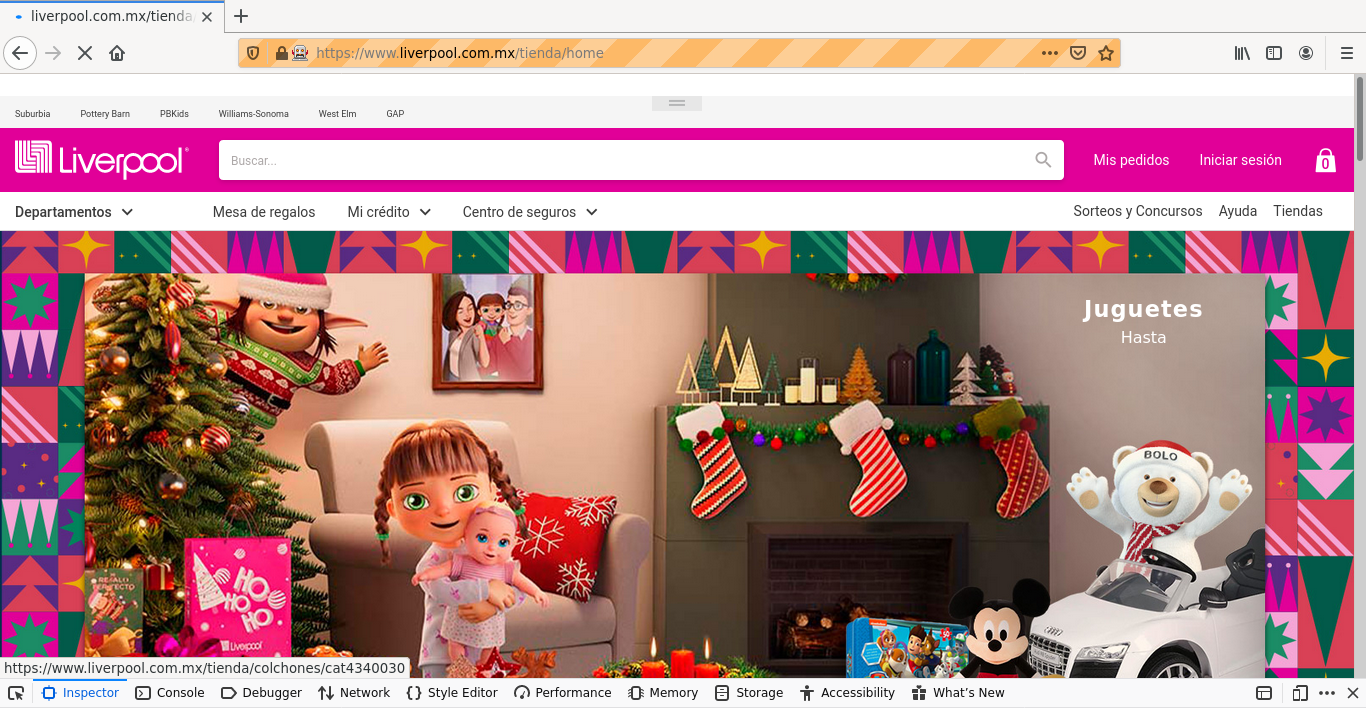 liverpool.com.mx/tienda
https://www.liverpool.com.mx/tienda/home
Suburbia
Pottery Barn
PBKids
Williams-Sonoma
West Elm
GAP
Liverpool
Buscar...
Mis pedidos
Iniciar sesión
0
Departamentos
Mesa de regalos
Mi crédito
Centro de seguros
Sorteos y Concursos
Ayuda
Tiendas
Juguetes
Hasta
BOLO
REGALO
PERFECTO
HO
HO
HO
Liverpool
https://www.liverpool.com.mx/tienda/colchones/cat4340030
Inspector
Console
Debugger
Network
Style Editor
Performance
Memory
Storage
Accessibility
What's New